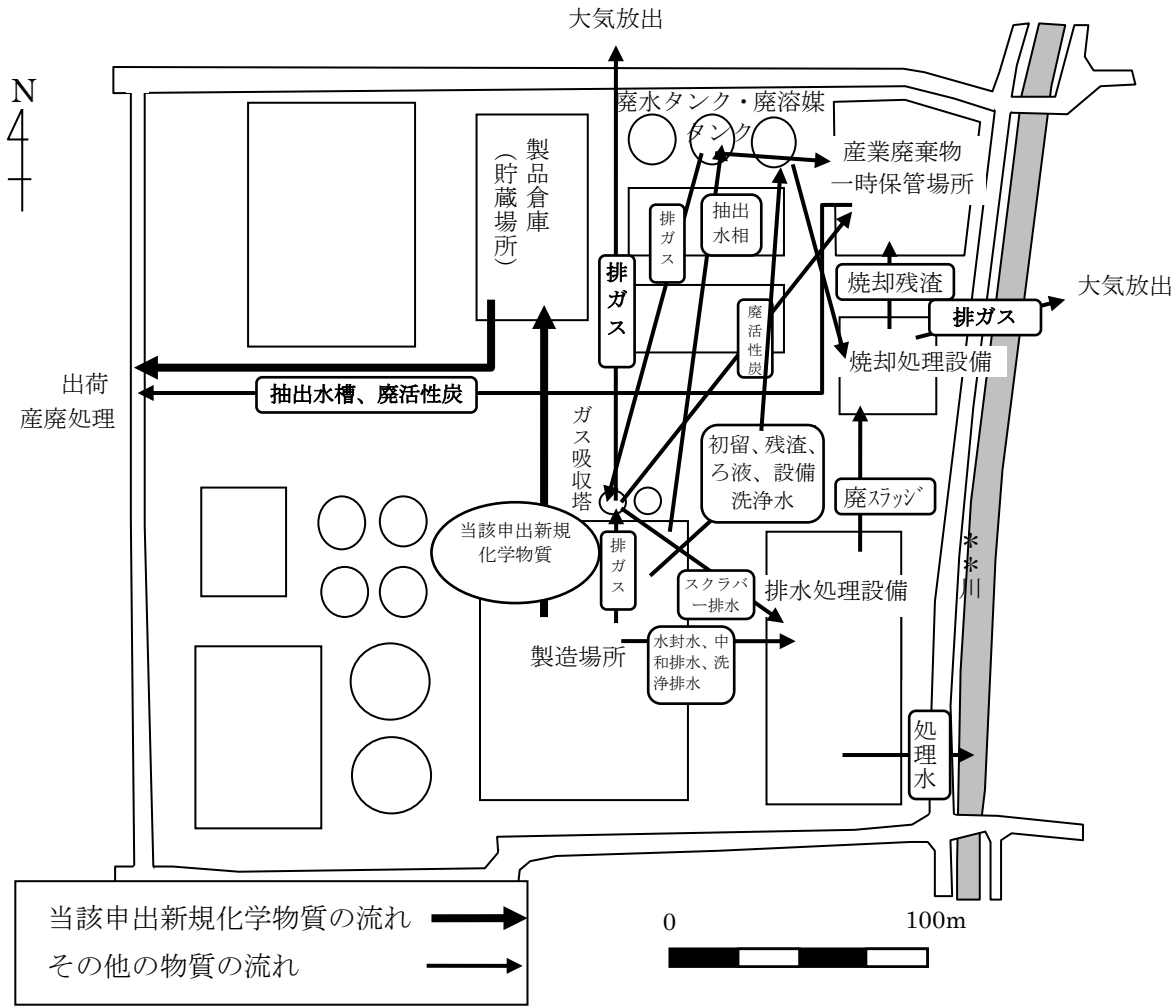 大気放出
N
廃水タンク・廃溶媒
タンク
製品倉庫
(貯蔵場所)
産業廃棄物
一時保管場所
排ガス
抽出
水相
排ガス
焼却残渣
大気放出
排ガス
廃活性炭
焼却処理設備
出荷
産廃処理
抽出水槽、廃活性炭
ガス吸収塔
初留、残渣、
ろ液、設備
洗浄水
廃スラッジ
当該申出新規
化学物質
排ガス
スクラバ
ー排水
排水処理設備
**川
製造場所
水封水、中
和排水、洗
浄排水
処理水
当該申出新規化学物質の流れ
その他の物質の流れ
0
100m